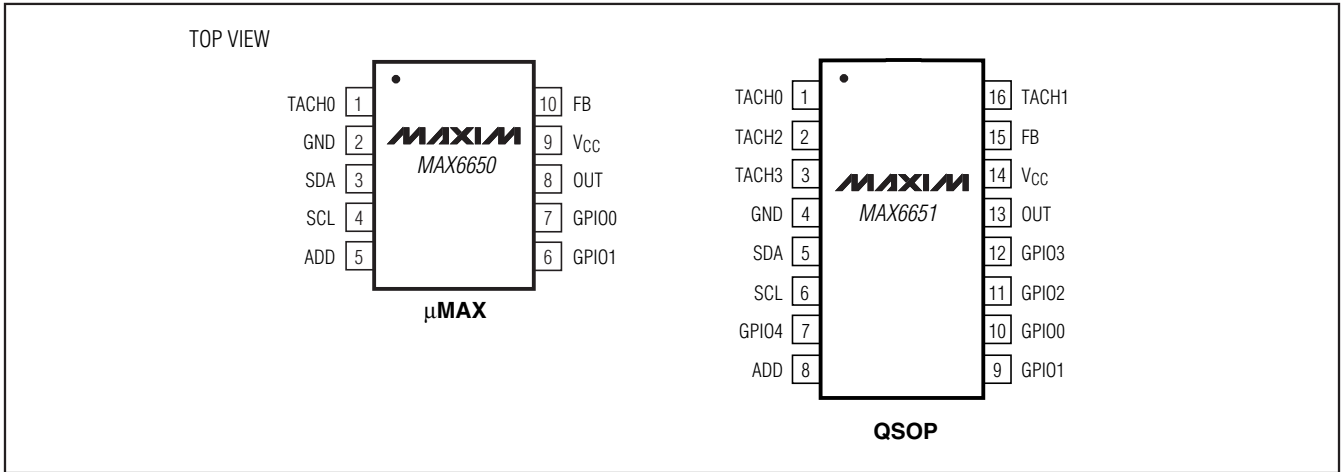 TOP VIEW
TACH0 1
GND 2
SDA 3
SCL 4
ADD 5
MAXIM
MAX6650
10 FB
9 VCC
8 OUT
7 GPIO0
6 GPIO1
µMAX
TACH0 1
TACH2 2
TACH3 3
GND 4
SDA 5
SCL 6
GPIO4 7
ADD 8
MAXIM
MAX6651
16 TACH1
15 FB
14 VCC
13 OUT
12 GPIO3
11 GPIO2
10 GPIO0
9 GPIO1
QSOP